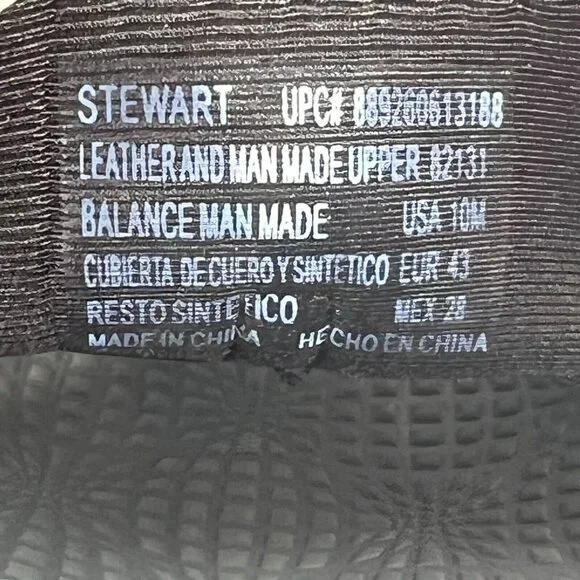 STEWART UPC# 889260613188
LEATHER AND MAN MADE UPPER 82131
BALANCE MAN MADE USA 10M
CUBIERTA DE CUERO Y SINTETICO EUR 43
RESTO SINTETICO MEX 28
MADE IN CHINA HECHO EN CHINA